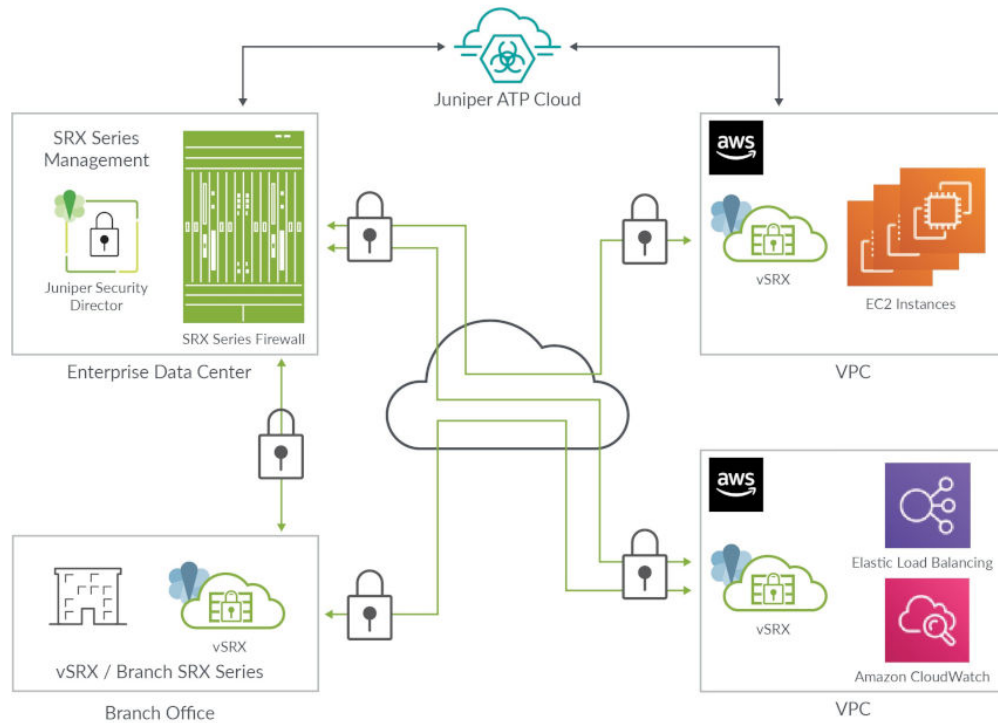 Juniper ATP Cloud
SRX Series
Management
Juniper Security
Director
SRX Series Firewall
Enterprise Data Center
aws
vSRX
EC2 Instances
VPC
vSRX
vSRX / Branch SRX Series
Branch Office
aws
vSRX
Elastic Load Balancing
Amazon CloudWatch
VPC